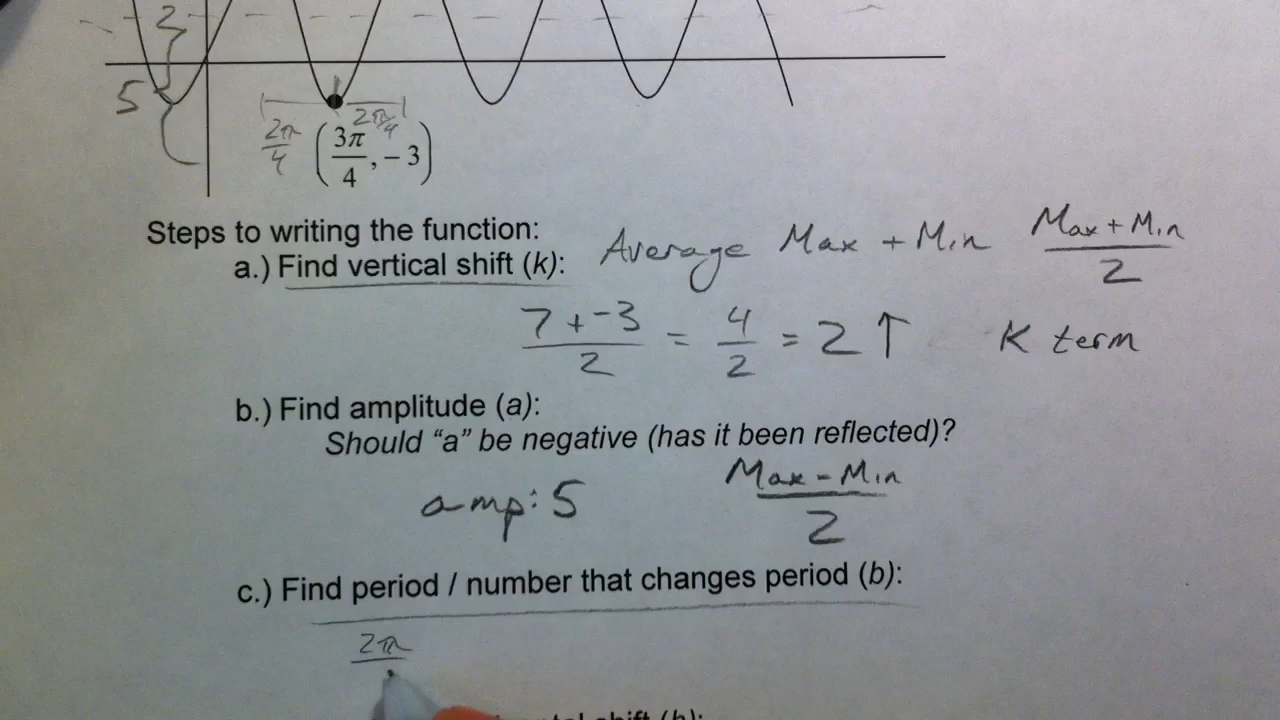 2
5
2π/4
2π/4
(3π/4, -3)
Steps to writing the function:
a.) Find vertical shift (k): Average Max + Min (Max + Min)/2
(7 + -3)/2 = 4/2 = 2 ↑ K term
b.) Find amplitude (a):
Should “a” be negative (has it been reflected)?
amp: 5 (Max - Min)/2
c.) Find period / number that changes period (b):
2π
shift (h):